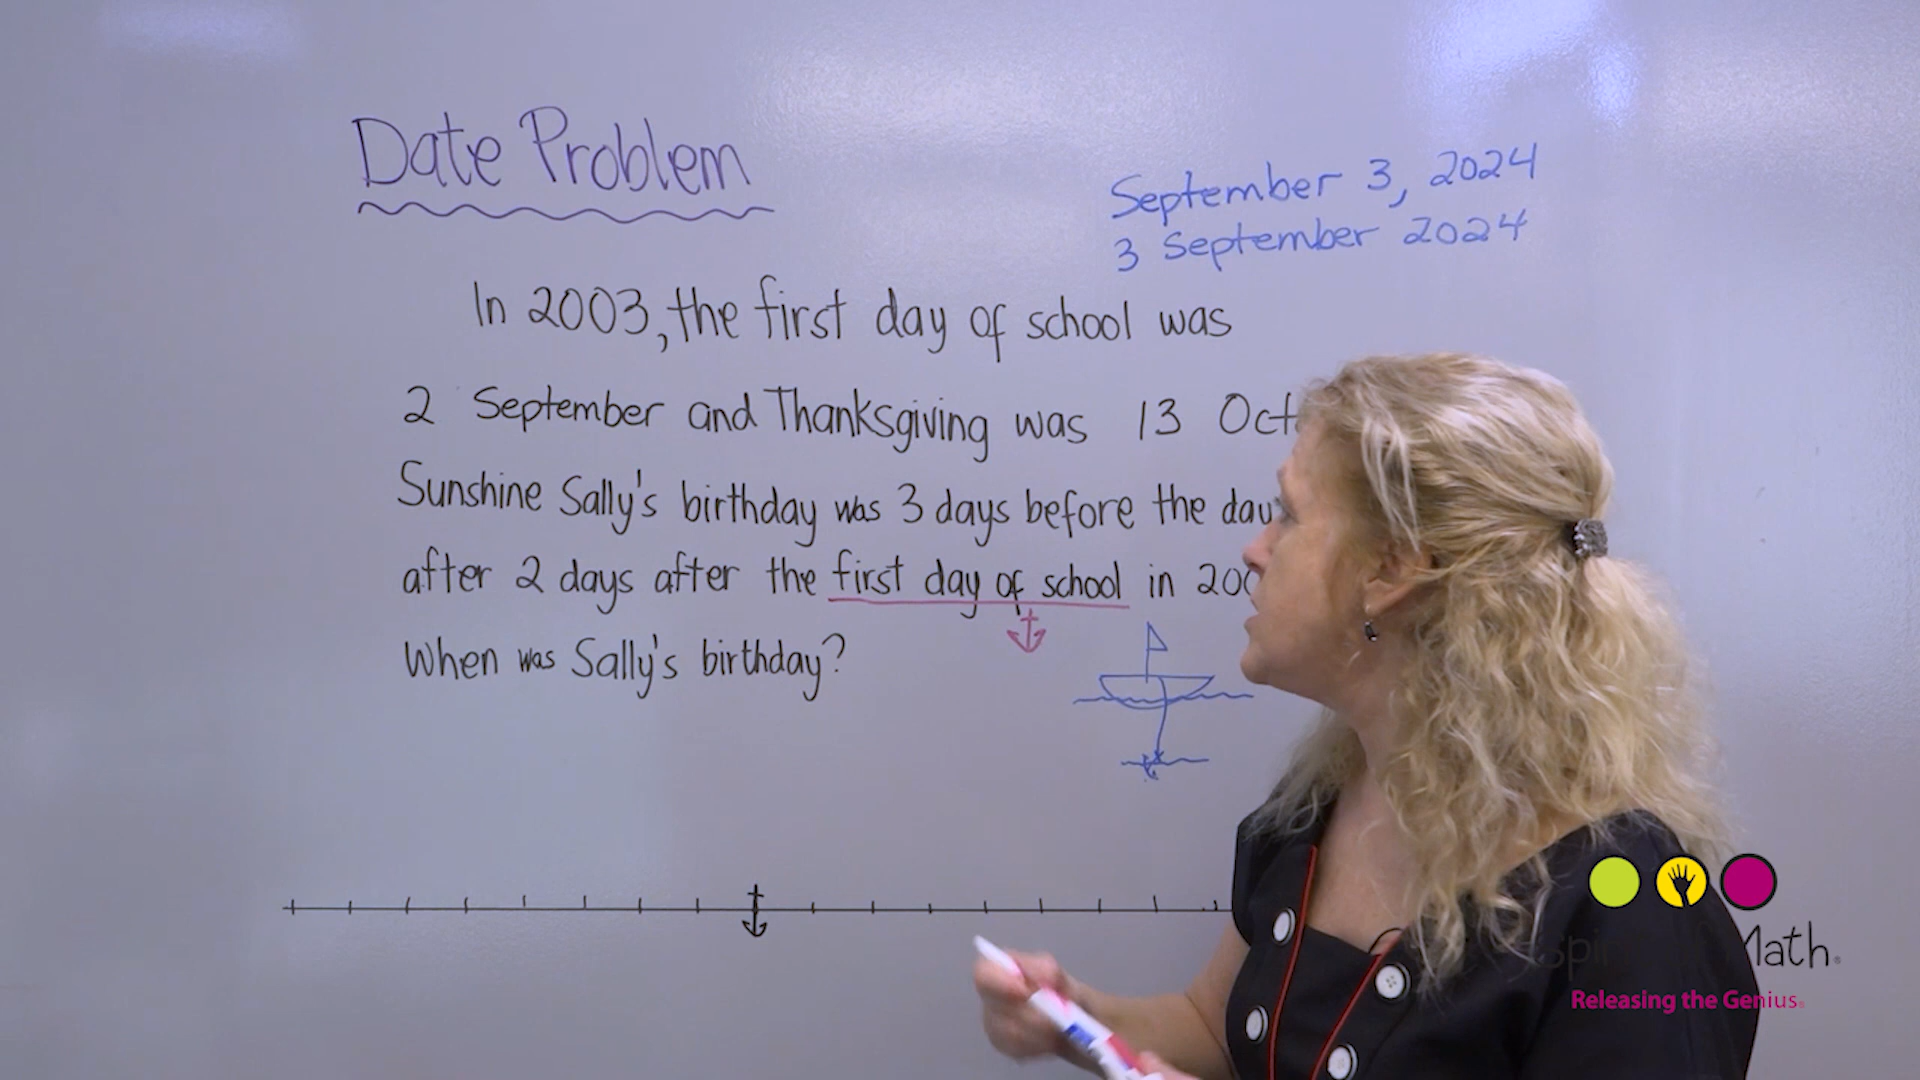 Date Problem
September 3, 2024
3 September 2024
In 2003, the first day of school was
2 September and Thanksgiving was 13
Sunshine Sally's birthday was 3 days before the day
after 2 days after the first day of school in
When was Sally's birthday?
Math
Releasing the Genius